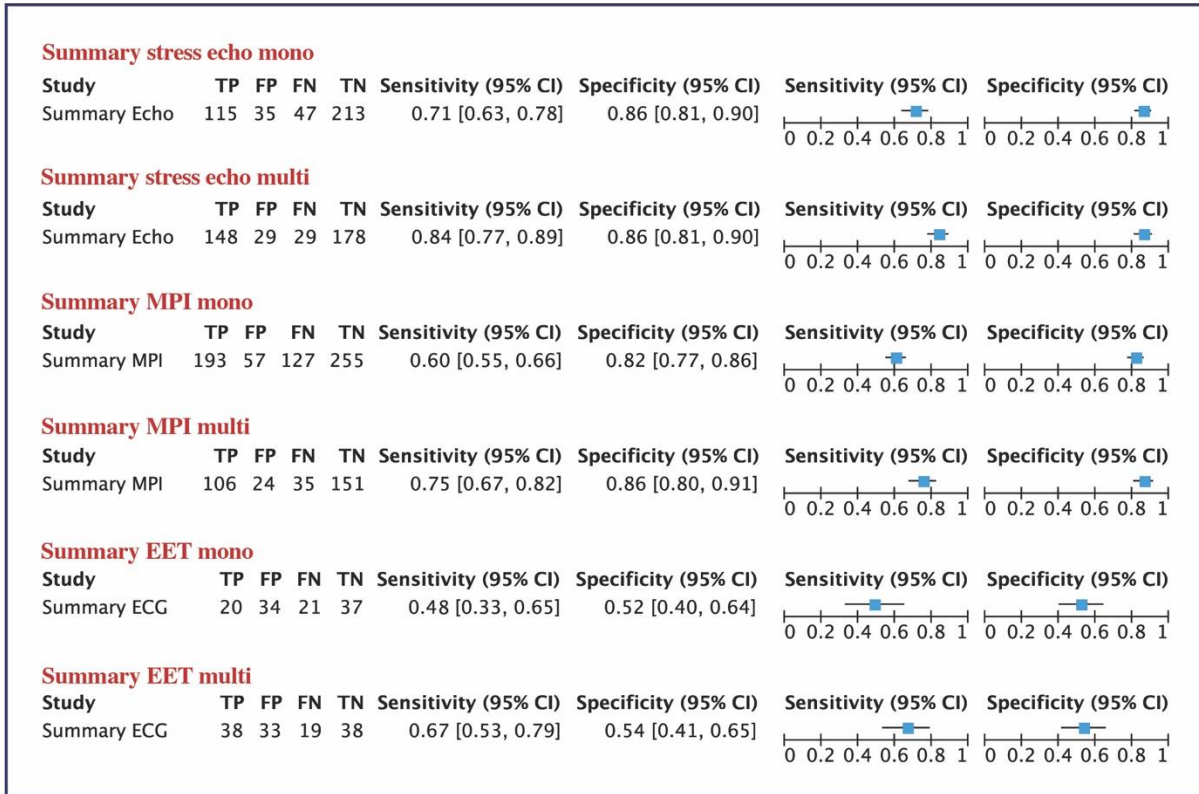 Summary stress echo mono
Study TP FP FN TN Sensitivity (95% CI) Specificity (95% CI) Sensitivity (95% CI) Specificity (95% CI)
Summary Echo 115 35 47 213 0.71 [0.63, 0.78] 0.86 [0.81, 0.90]
0 0.2 0.4 0.6 0.8 1 0 0.2 0.4 0.6 0.8 1
Summary stress echo multi
Study TP FP FN TN Sensitivity (95% CI) Specificity (95% CI) Sensitivity (95% CI) Specificity (95% CI)
Summary Echo 148 29 29 178 0.84 [0.77, 0.89] 0.86 [0.81, 0.90]
0 0.2 0.4 0.6 0.8 1 0 0.2 0.4 0.6 0.8 1
Summary MPI mono
Study TP FP FN TN Sensitivity (95% CI) Specificity (95% CI) Sensitivity (95% CI) Specificity (95% CI)
Summary MPI 193 57 127 255 0.60 [0.55, 0.66] 0.82 [0.77, 0.86]
0 0.2 0.4 0.6 0.8 1 0 0.2 0.4 0.6 0.8 1
Summary MPI multi
Study TP FP FN TN Sensitivity (95% CI) Specificity (95% CI) Sensitivity (95% CI) Specificity (95% CI)
Summary MPI 106 24 35 151 0.75 [0.67, 0.82] 0.86 [0.80, 0.91]
0 0.2 0.4 0.6 0.8 1 0 0.2 0.4 0.6 0.8 1
Summary EET mono
Study TP FP FN TN Sensitivity (95% CI) Specificity (95% CI) Sensitivity (95% CI) Specificity (95% CI)
Summary ECG 20 34 21 37 0.48 [0.33, 0.65] 0.52 [0.40, 0.64]
0 0.2 0.4 0.6 0.8 1 0 0.2 0.4 0.6 0.8 1
Summary EET multi
Study TP FP FN TN Sensitivity (95% CI) Specificity (95% CI) Sensitivity (95% CI) Specificity (95% CI)
Summary ECG 38 33 19 38 0.67 [0.53, 0.79] 0.54 [0.41, 0.65]
0 0.2 0.4 0.6 0.8 1 0 0.2 0.4 0.6 0.8 1